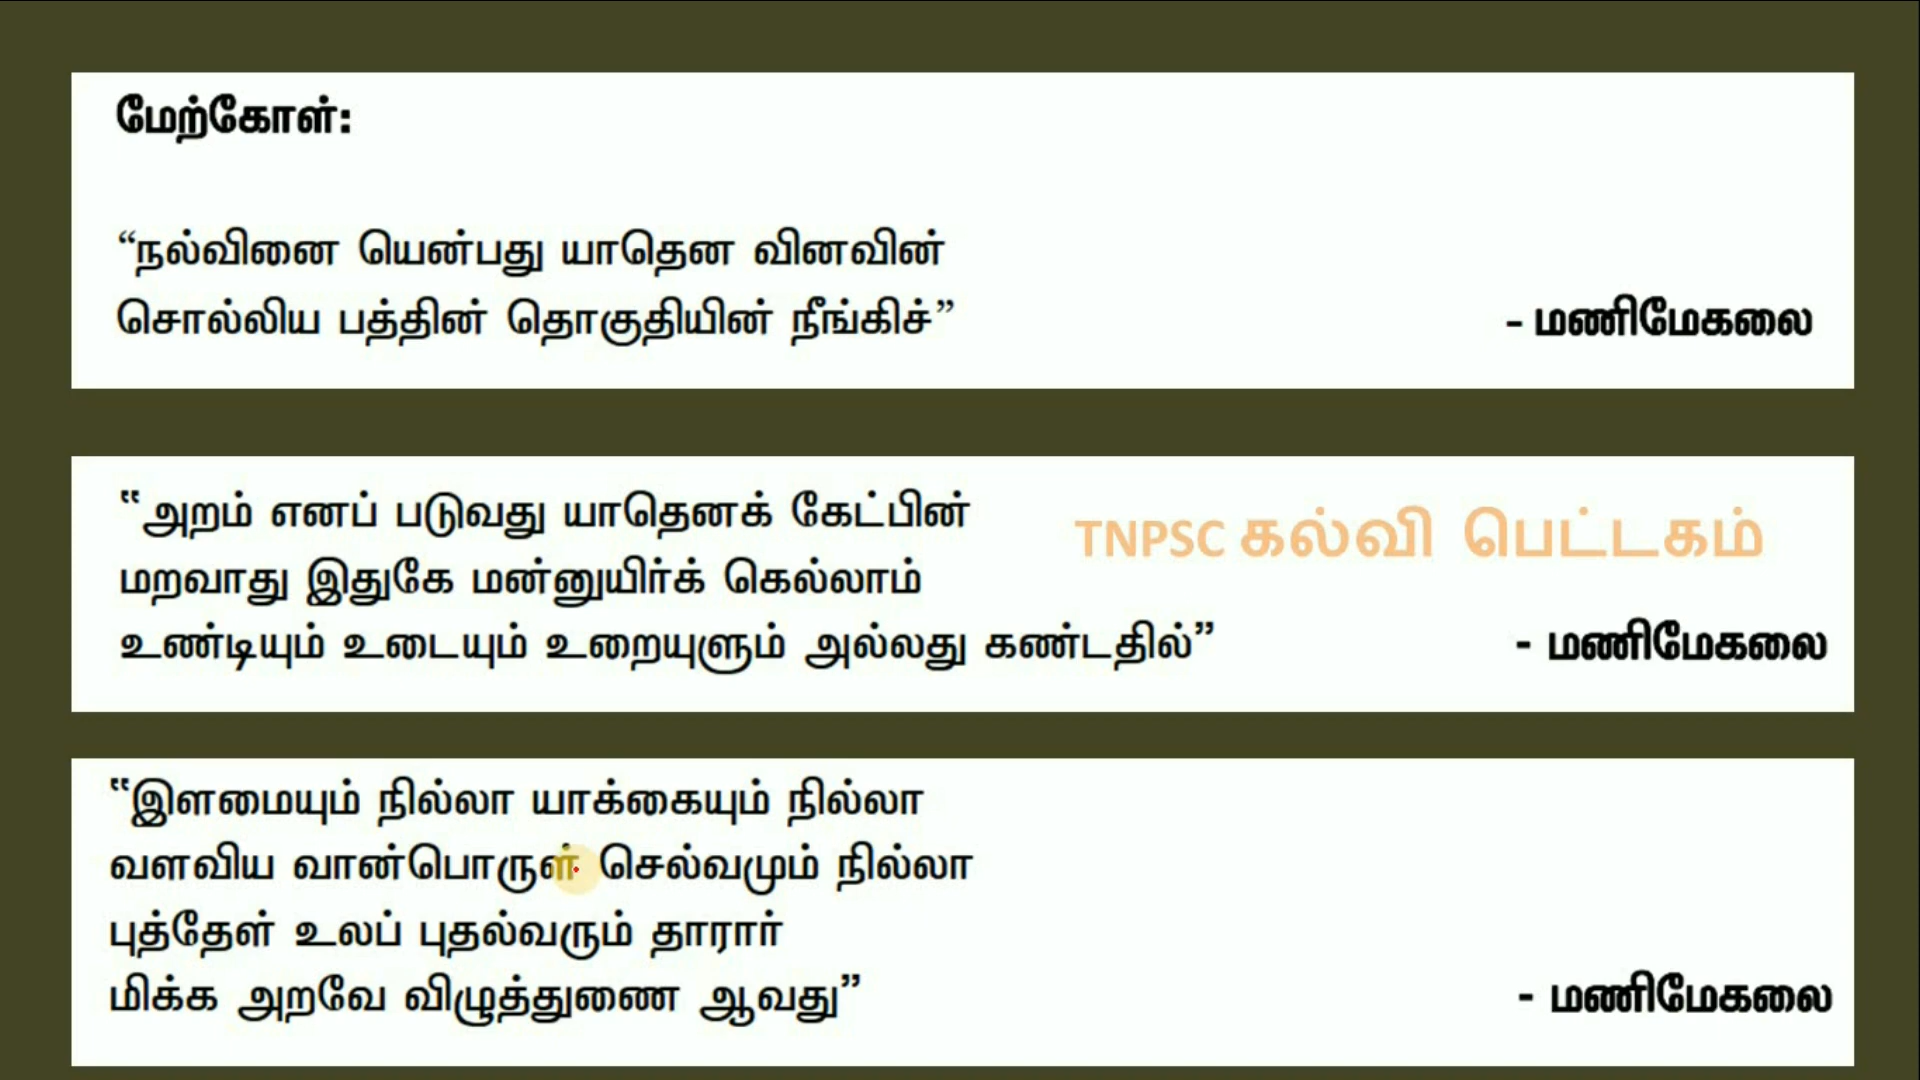 மேற்கோள்:
“நல்வினை யென்பது யாதென வினவின்
சொல்லிய பத்தின் தொகுதியின் நீங்கிச்”
- மணிமேகலை
“அறம் எனப் படுவது யாதெனக் கேட்பின்
TNPSC கல்வி பெட்டகம்
மறவாது இதுகே மன்னுயிர்க் கெல்லாம்
உண்டியும் உடையும் உறையுளும் அல்லது கண்டதில்”
- மணிமேகலை
“இளமையும் நில்லா யாக்கையும் நில்லா
வளவிய வான்பொருள் செல்வமும் நில்லா
புத்தேள் உலப் புதல்வரும் தாரார்
மிக்க அறவே விழுத்துணை ஆவது”
- மணிமேகலை